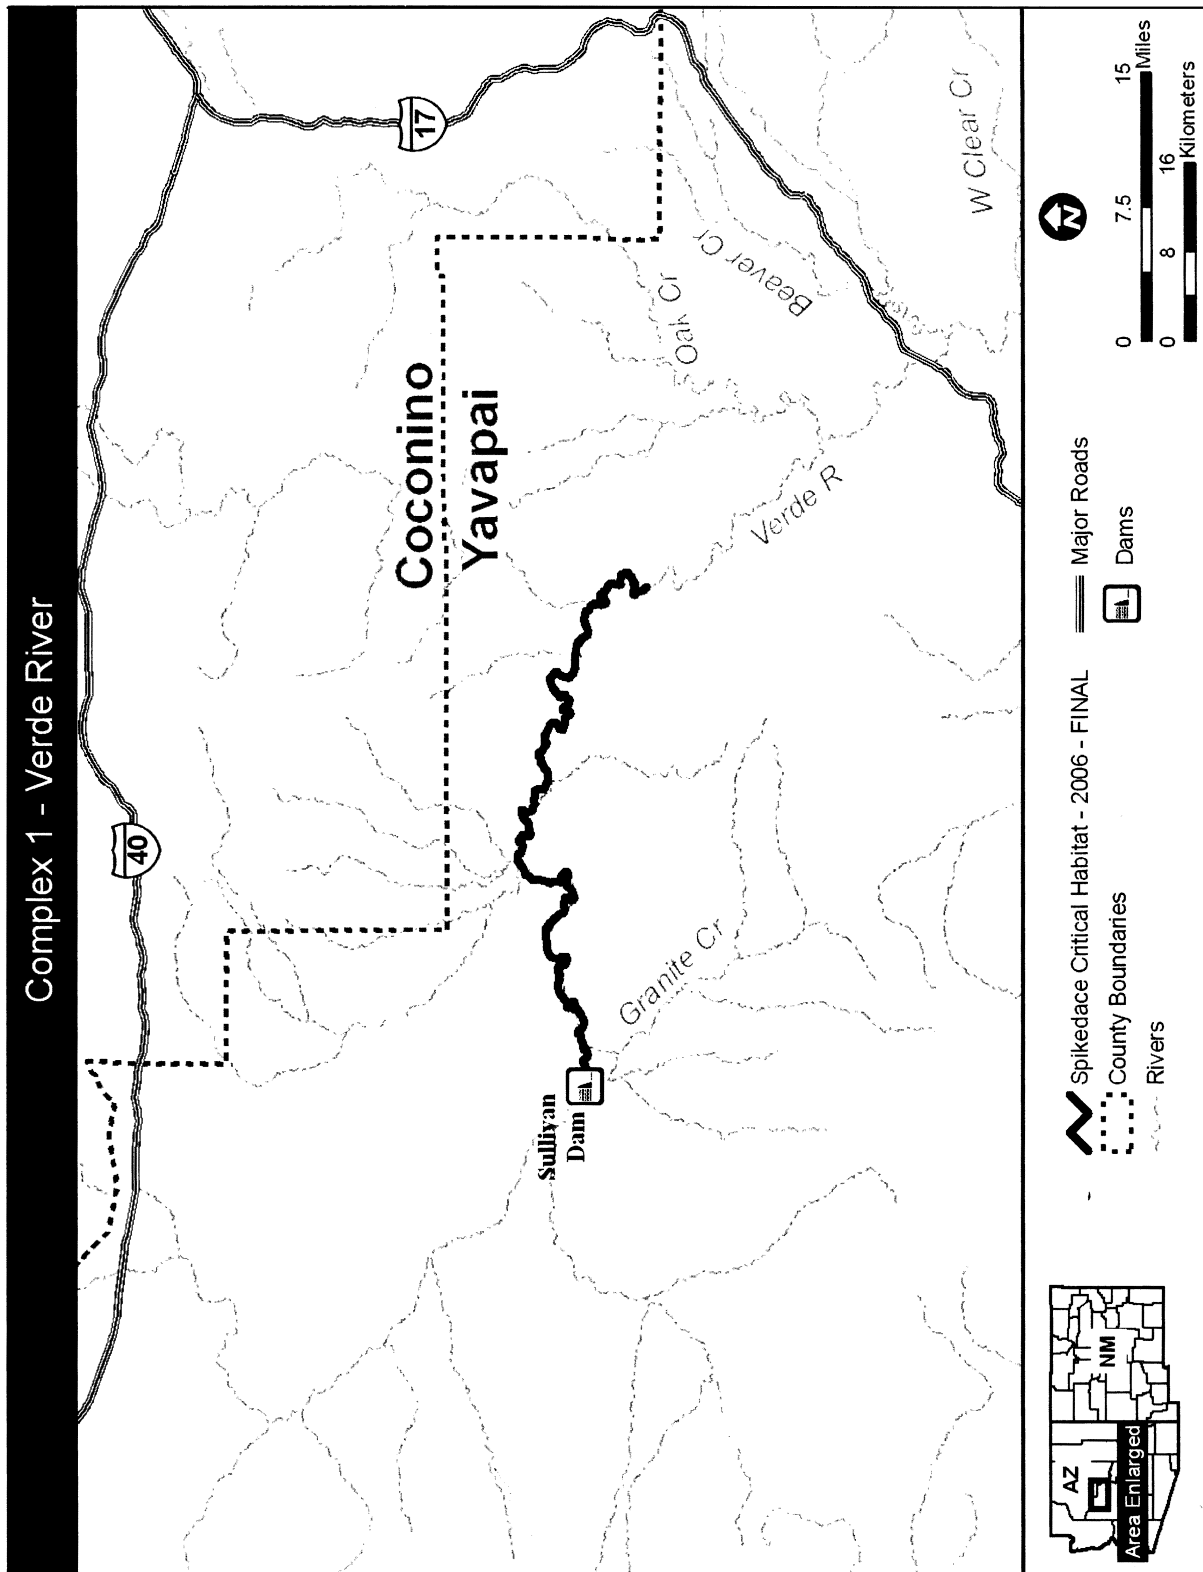 Complex 1 - Verde River
40
17
Coconino
Yavapai
Sullivan
Dam
Granite Cr
Verde R
Oak Cr
Beaver Cr
W Clear Cr
AZ
NM
Area Enlarged
Spikedace Critical Habitat - 2006 - FINAL
County Boundaries
Rivers
Major Roads
Dams
N
0 7.5 15
Miles
0 8 16
Kilometers